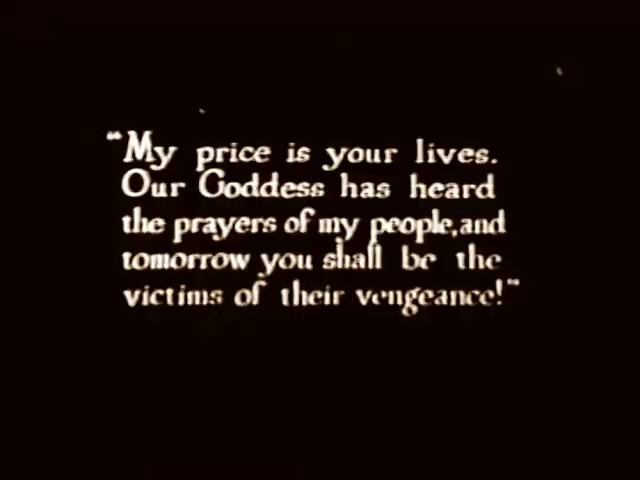 “My price is your lives.
Our Goddess has heard
the prayers of my people,and
tomorrow you shall be the
victims of their vengeance!”